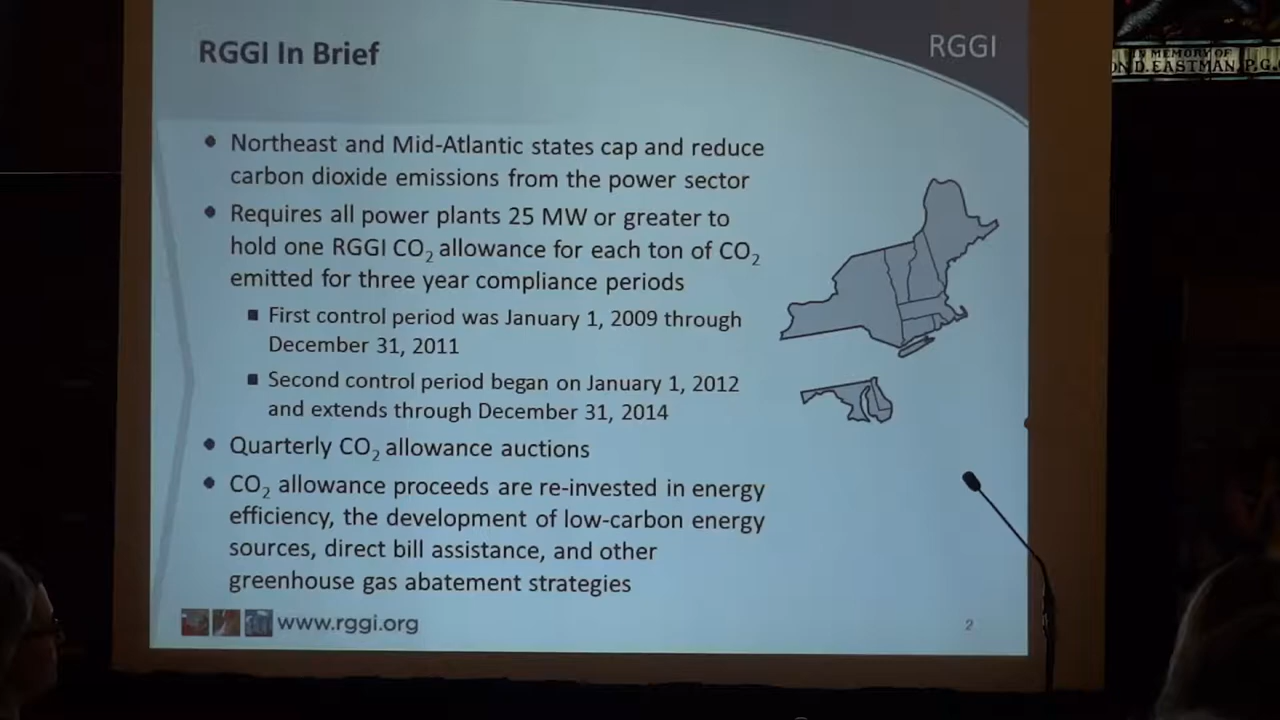 RGGI In Brief
RGGI
IN MEMORY OF
D. EASTMAN, P.G.
• Northeast and Mid-Atlantic states cap and reduce
carbon dioxide emissions from the power sector
• Requires all power plants 25 MW or greater to
hold one RGGI CO₂ allowance for each ton of CO₂
emitted for three year compliance periods
▪ First control period was January 1, 2009 through
December 31, 2011
▪ Second control period began on January 1, 2012
and extends through December 31, 2014
• Quarterly CO₂ allowance auctions
• CO₂ allowance proceeds are re-invested in energy
efficiency, the development of low-carbon energy
sources, direct bill assistance, and other
greenhouse gas abatement strategies
www.rggi.org
2